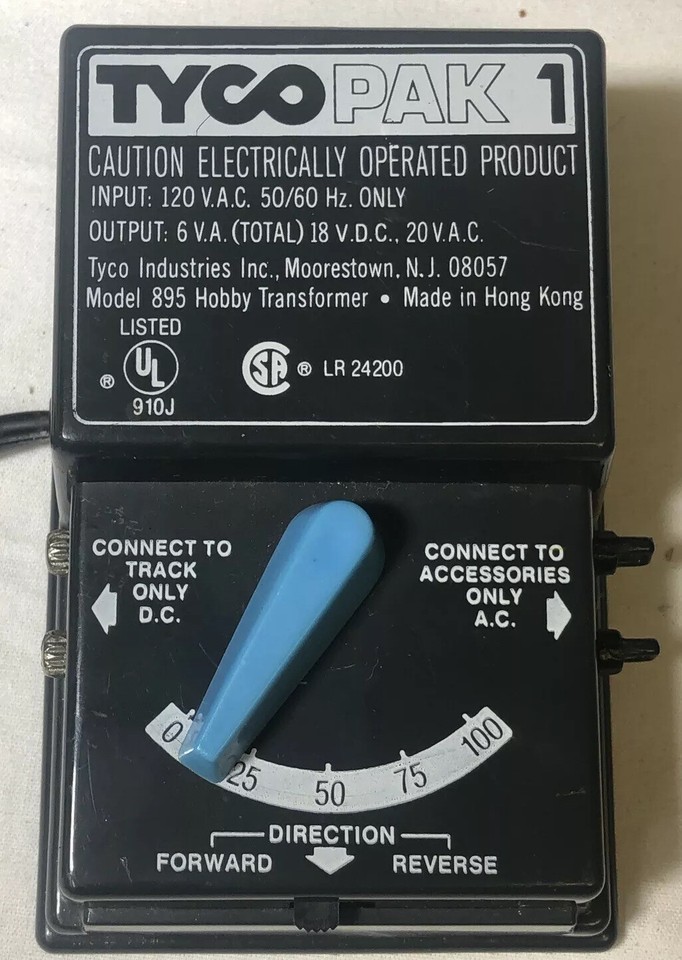 TYCO PAK 1
CAUTION ELECTRICALLY OPERATED PRODUCT
INPUT: 120 V.A.C. 50/60 Hz. ONLY
OUTPUT: 6 V.A. (TOTAL) 18 V.D.C., 20 V.A.C.
Tyco Industries Inc., Moorestown, N.J. 08057
Model 895 Hobby Transformer • Made in Hong Kong
LISTED
® UL
910J
CSA ® LR 24200
CONNECT TO
TRACK
ONLY
D.C.
CONNECT TO
ACCESSORIES
ONLY
A.C.
0 25 50 75 100
DIRECTION
FORWARD REVERSE